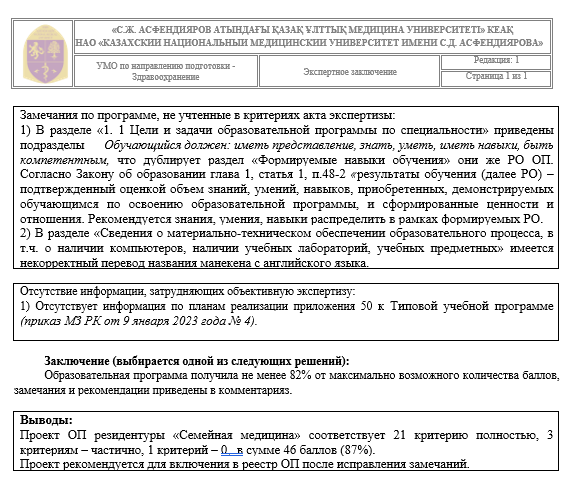 «С.Ж. АСФЕНДИЯРОВ АТЫНДАҒЫ ҚАЗАҚ ҰЛТТЫҚ МЕДИЦИНА УНИВЕРСИТЕТІ» КЕАҚ
НАО «КАЗАХСКИЙ НАЦИОНАЛЬНЫЙ МЕДИЦИНСКИЙ УНИВЕРСИТЕТ ИМЕНИ С.Д. АСФЕНДИЯРОВА»
УМО по направлению подготовки -
Здравоохранение
Экспертное заключение
Редакция: 1
Страница 1 из 1
Замечания по программе, не учтенные в критериях акта экспертизы:
1) В разделе «1. 1 Цели и задачи образовательной программы по специальности» приведены
подразделы Обучающийся должен: иметь представление, знать, уметь, иметь навыки, быть
компетентным, что дублирует раздел «Формируемые навыки обучения» они же РО ОП.
Согласно Закону об образовании глава 1, статья 1, п.48-2 «результаты обучения (далее РО) –
подтвержденный оценкой объем знаний, умений, навыков, приобретенных, демонстрируемых
обучающимся по освоению образовательной программы, и сформированные ценности и
отношения. Рекомендуется знания, умения, навыки распределить в рамках формируемых РО.
2) В разделе «Сведения о материально-техническом обеспечении образовательного процесса, в
т.ч. о наличии компьютеров, наличии учебных лабораторий, учебных предметных» имеется
некорректный перевод названия манекена с английского языка.
Отсутствие информации, затрудняющих объективную экспертизу:
1) Отсутствует информация по планам реализации приложения 50 к Типовой учебной программе
(приказ МЗ РК от 9 января 2023 года № 4).
Заключение (выбирается одной из следующих решений):
Образовательная программа получила не менее 82% от максимально возможного количества баллов,
замечания и рекомендации приведены в комментариях.
Выводы:
Проект ОП резидентуры «Семейная медицина» соответствует 21 критерию полностью, 3
критериям – частично, 1 критерий – 0, в сумме 46 баллов (87%).
Проект рекомендуется для включения в реестр ОП после исправления замечаний.